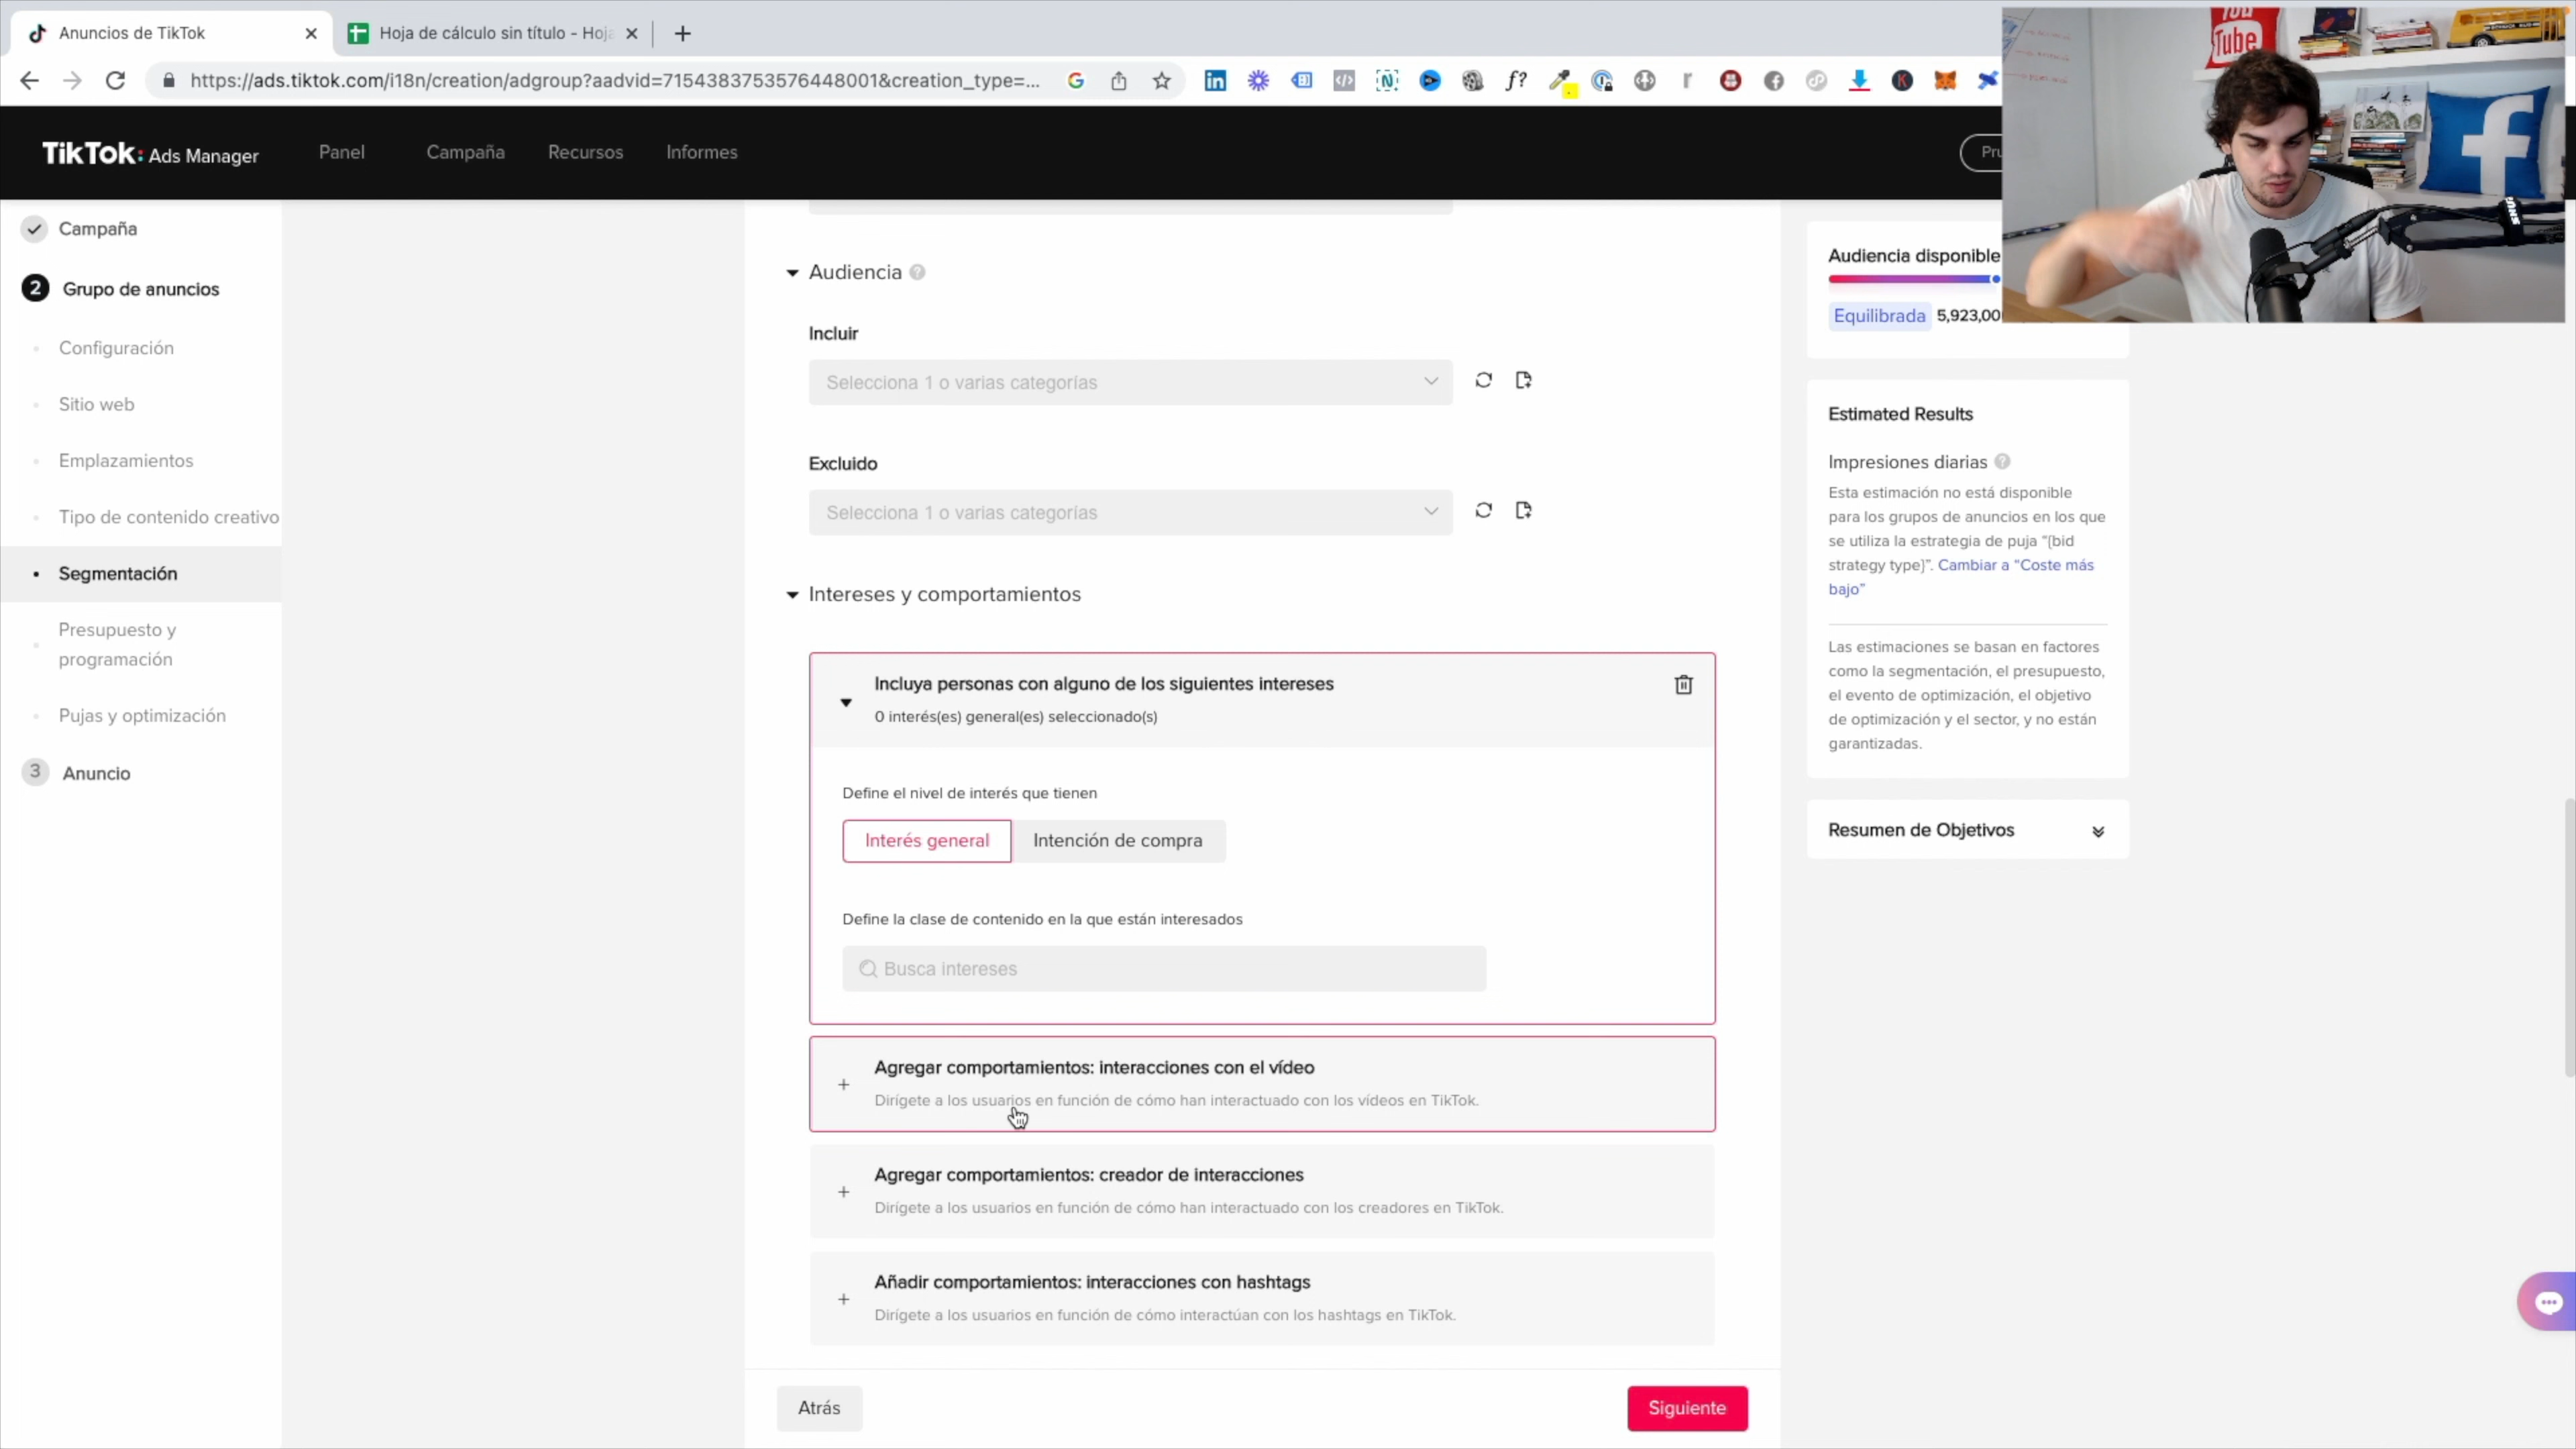 Anuncios de TikTok
Hoja de cálculo sin título - Hoja
https://ads.tiktok.com/i18n/creation/adgroup?aadvid=7154383753576448001&creation_type=...
TikTok: Ads Manager
Panel
Campaña
Recursos
Informes
You
Tube
Campaña
2 Grupo de anuncios
Configuración
Sitio web
Emplazamientos
Tipo de contenido creativo
Segmentación
Presupuesto y
programación
Pujas y optimización
3 Anuncio
Audiencia
Incluir
Selecciona 1 o varias categorías
Excluido
Selecciona 1 o varias categorías
Intereses y comportamientos
Incluya personas con alguno de los siguientes intereses
0 interés(es) general(es) seleccionado(s)
Define el nivel de interés que tienen
Interés general
Intención de compra
Define la clase de contenido en la que están interesados
Busca intereses
Agregar comportamientos: interacciones con el vídeo
Dirígete a los usuarios en función de cómo han interactuado con los vídeos en TikTok.
Agregar comportamientos: creador de interacciones
Dirígete a los usuarios en función de cómo han interactuado con los creadores en TikTok.
Añadir comportamientos: interacciones con hashtags
Dirígete a los usuarios en función de cómo interactúan con los hashtags en TikTok.
Atrás
Siguiente
Audiencia disponible
Equilibrada 5,923,00
Estimated Results
Impresiones diarias
Esta estimación no está disponible
para los grupos de anuncios en los que
se utiliza la estrategia de puja “{bid
strategy type}”. Cambiar a “Coste más
bajo”
Las estimaciones se basan en factores
como la segmentación, el presupuesto,
el evento de optimización, el objetivo
de optimización y el sector, y no están
garantizadas.
Resumen de Objetivos